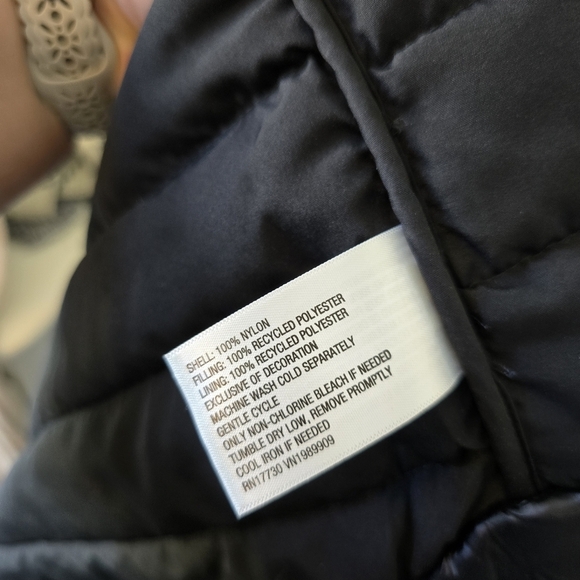 SHELL: 100% NYLON
FILLING: 100% RECYCLED POLYESTER
LINING: 100% RECYCLED POLYESTER
EXCLUSIVE OF DECORATION
MACHINE WASH COLD SEPARATELY
GENTLE CYCLE
ONLY NON-CHLORINE BLEACH IF NEEDED
TUMBLE DRY LOW, REMOVE PROMPTLY
COOL IRON IF NEEDED
RN17730 VN1989909